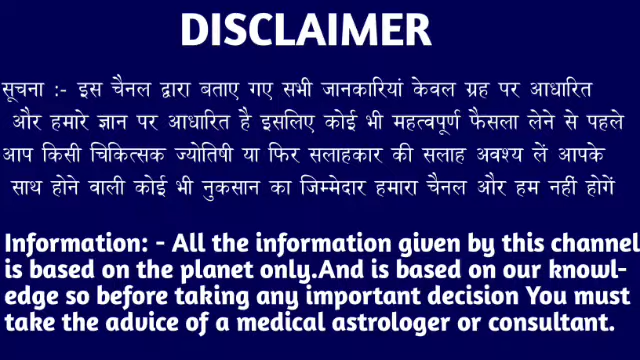 DISCLAIMER
सूचना :- इस चैनल द्वारा बताए गए सभी जानकारियां केवल ग्रह पर आधारित
और हमारे ज्ञान पर आधारित है इसलिए कोई भी महत्वपूर्ण फैसला लेने से पहले
आप किसी चिकित्सक ज्योतिषी या फिर सलाहकार की सलाह अवश्य लें आपके
साथ होने वाली कोई भी नुकसान का जिम्मेदार हमारा चैनल और हम नहीं होगें
Information: - All the information given by this channel
is based on the planet only.And is based on our knowl-
edge so before taking any important decision You must
take the advice of a medical astrologer or consultant.